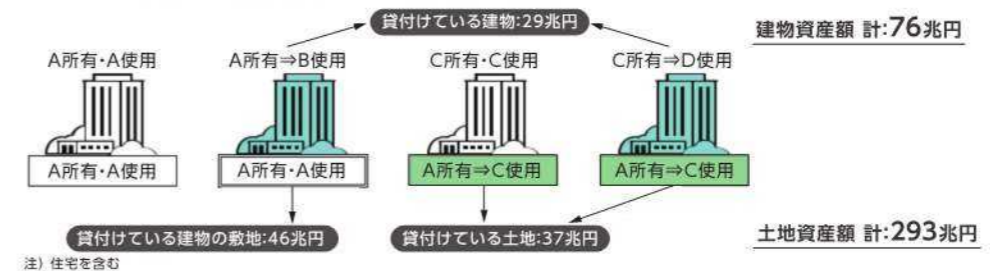 貸付けている建物:29兆円
建物資産額 計:76兆円
A所有・A使用
A所有⇒B使用
C所有・C使用
C所有⇒D使用
A所有・A使用
A所有・A使用
A所有⇒C使用
A所有⇒C使用
貸付けている建物の敷地:46兆円
貸付けている土地:37兆円
土地資産額 計:293兆円
注）住宅を含む